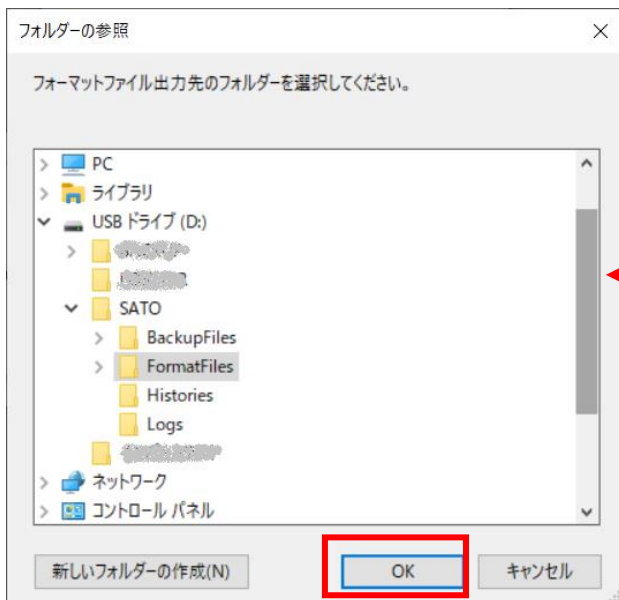 フォルダーの参照
フォーマットファイル出力先のフォルダーを選択してください。
PC
ライブラリ
USB ドライブ (D:)
SATO
BackupFiles
FormatFiles
Histories
Logs
ネットワーク
コントロール パネル
新しいフォルダーの作成(N) OK キャンセル